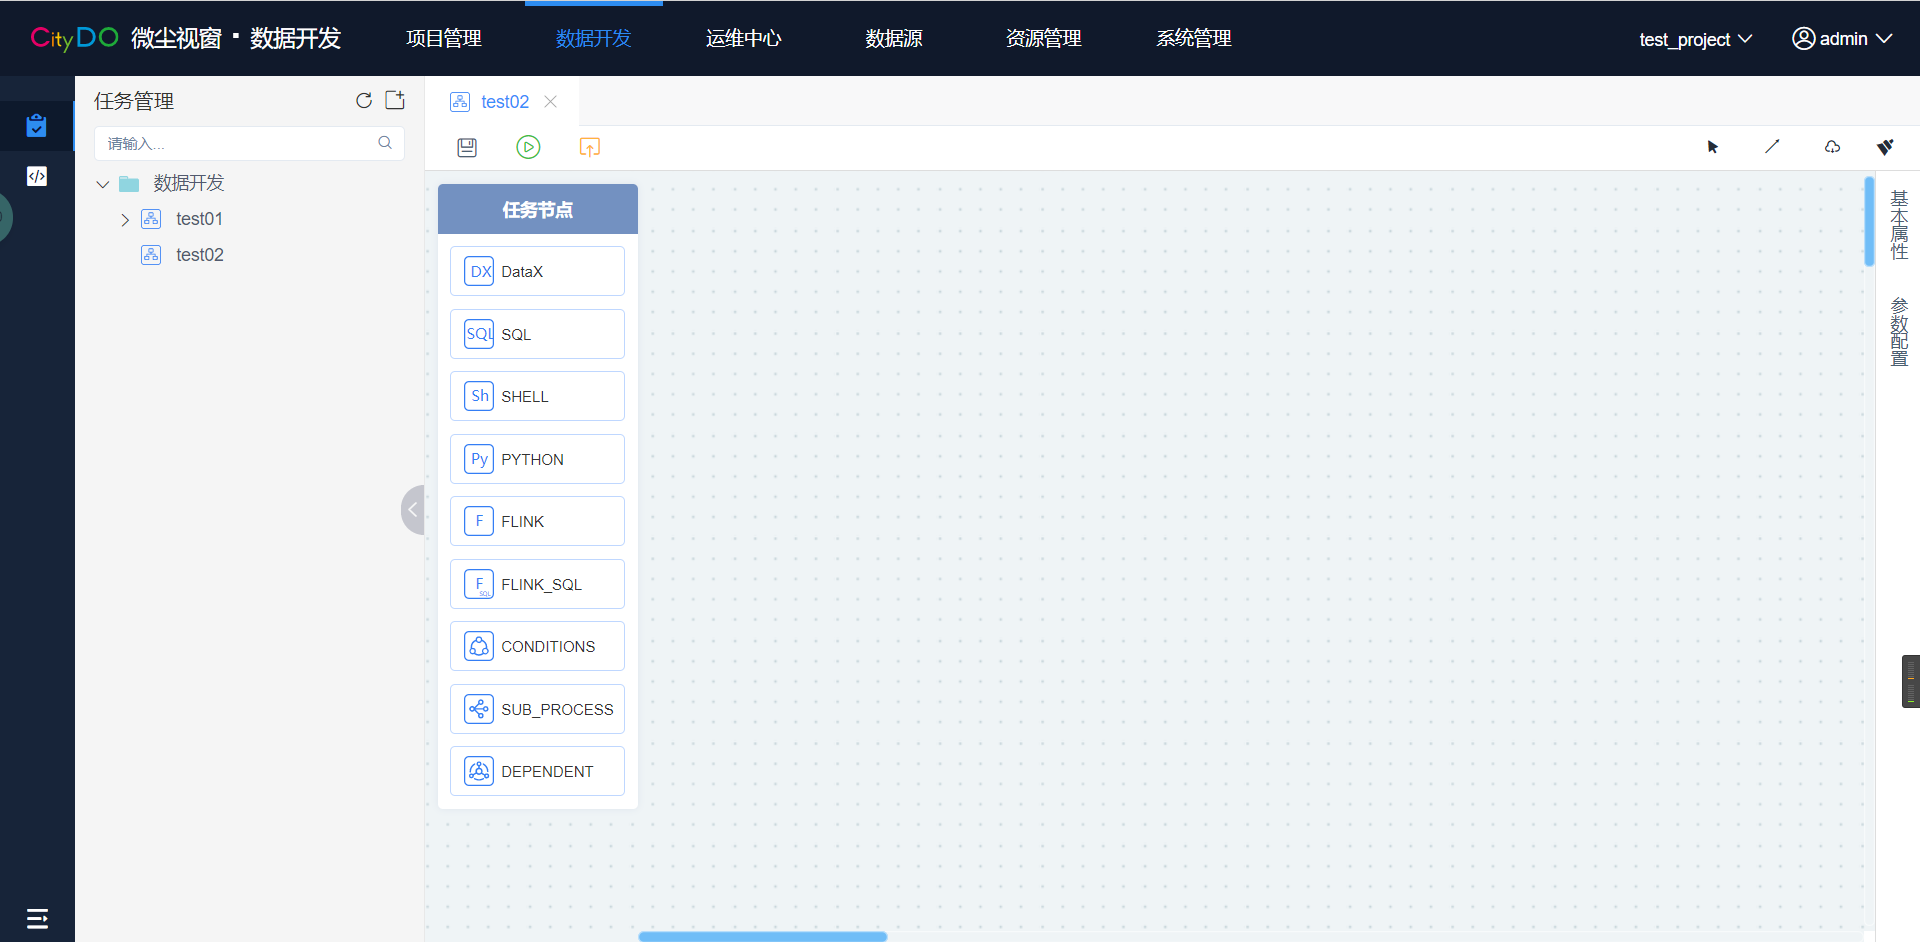 CityDO 微尘视窗 · 数据开发 项目管理 数据开发 运维中心 数据源 资源管理 系统管理 test_project admin
任务管理
请输入...
数据开发
test01
test02
test02
任务节点
DX DataX
SQL SQL
Sh SHELL
Py PYTHON
F FLINK
F SQL FLINK_SQL
CONDITIONS
SUB_PROCESS
DEPENDENT
基本属性
参数配置